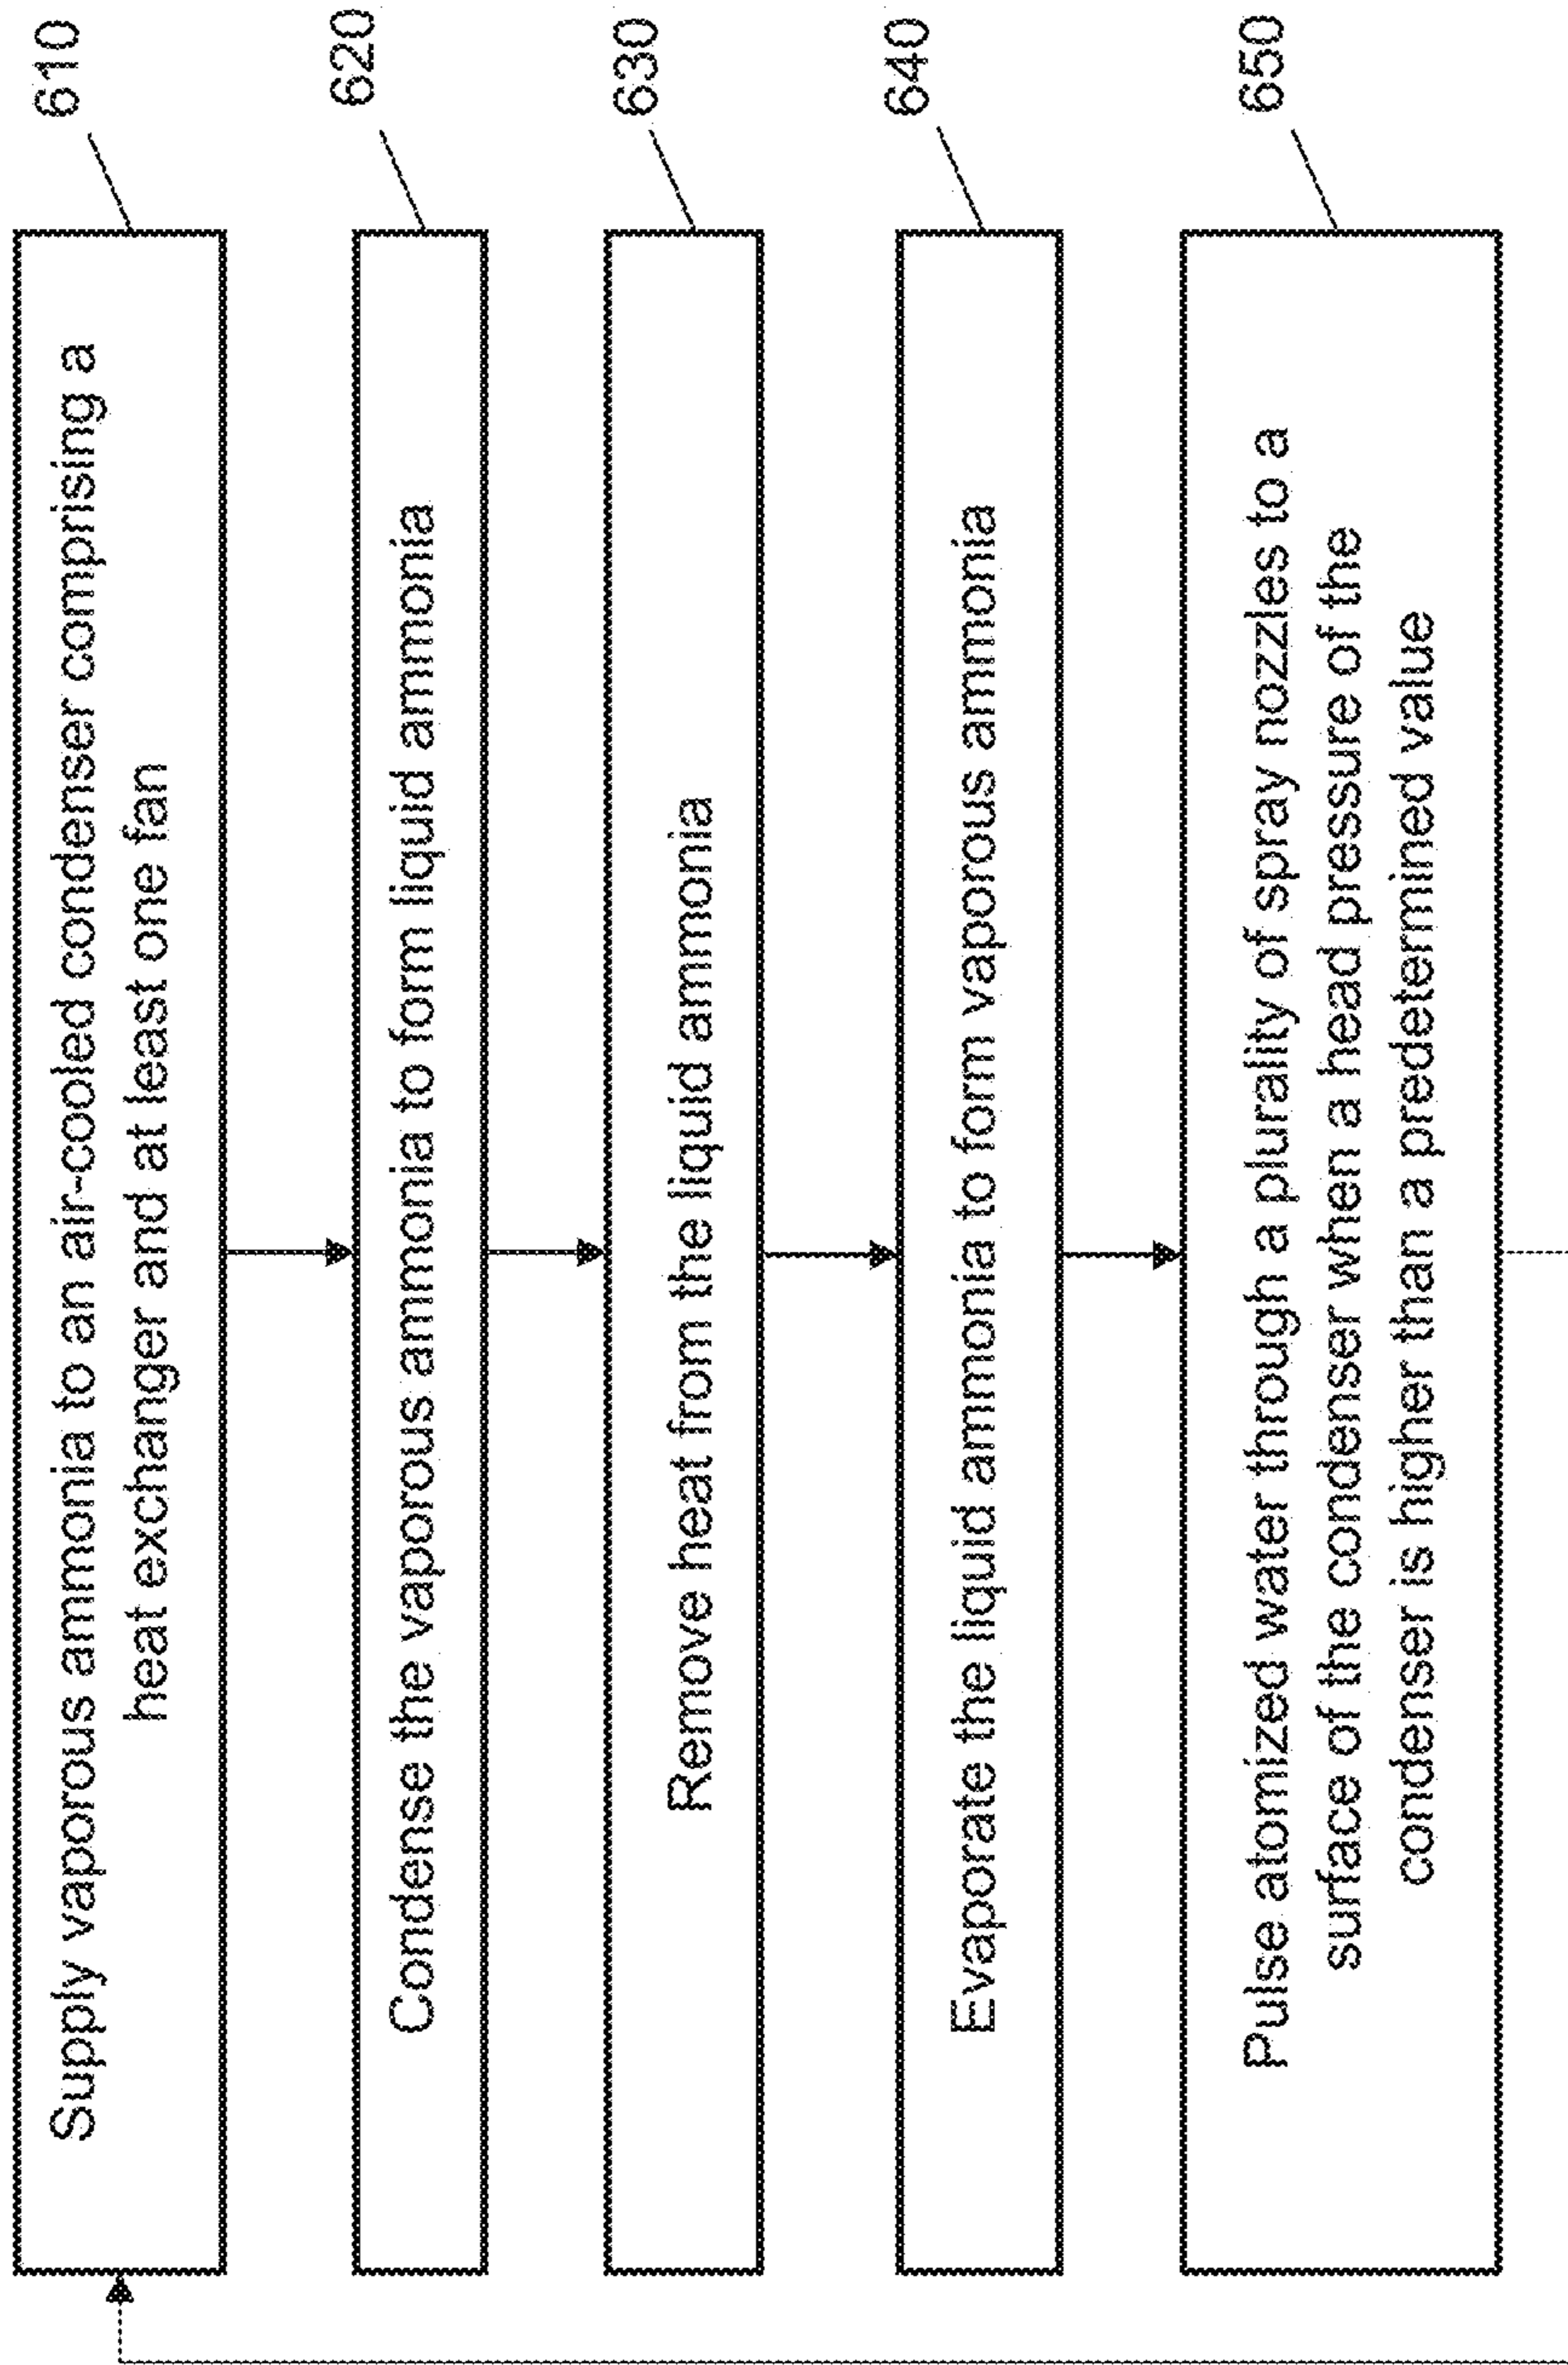 Supply vaporous ammonia to an air-cooled condenser comprising a
heat exchanger and at least one fan
610
Condense the vaporous ammonia to form liquid ammonia
620
Remove heat from the liquid ammonia
630
Evaporate the liquid ammonia to form vaporous ammonia
640
Pulse atomized water through a plurality of spray nozzles to a
surface of the condenser when a head pressure of the
condenser is higher than a predetermined value
650